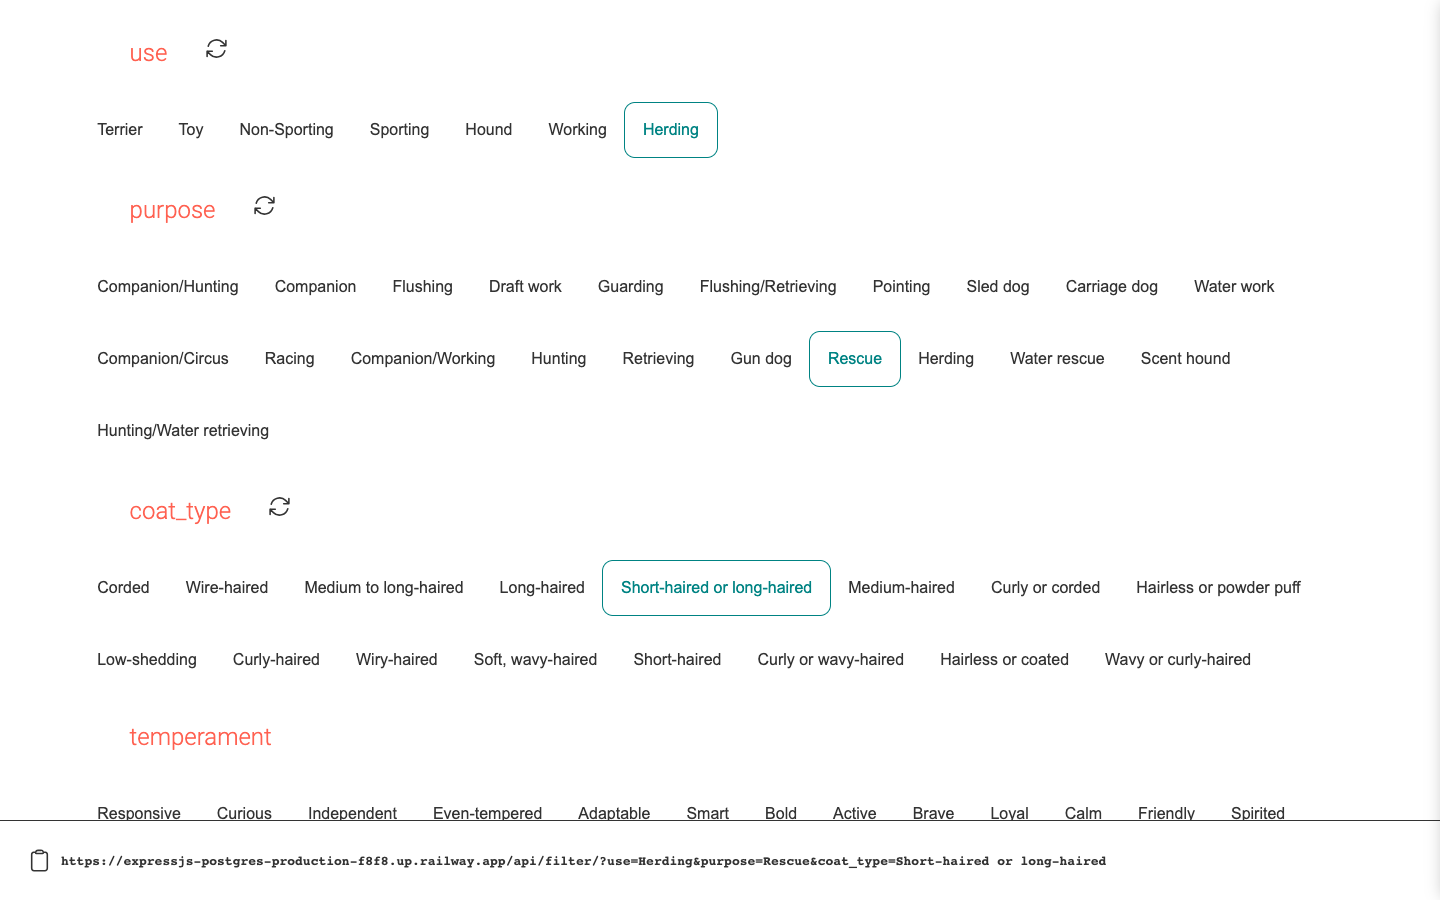 use
Terrier Toy Non-Sporting Sporting Hound Working Herding
purpose
Companion/Hunting Companion Flushing Draft work Guarding Flushing/Retrieving Pointing Sled dog Carriage dog Water work
Companion/Circus Racing Companion/Working Hunting Retrieving Gun dog Rescue Herding Water rescue Scent hound
Hunting/Water retrieving
coat_type
Corded Wire-haired Medium to long-haired Long-haired Short-haired or long-haired Medium-haired Curly or corded Hairless or powder puff
Low-shedding Curly-haired Wiry-haired Soft, wavy-haired Short-haired Curly or wavy-haired Hairless or coated Wavy or curly-haired
temperament
Responsive Curious Independent Even-tempered Adaptable Smart Bold Active Brave Loyal Calm Friendly Spirited
https://expressjs-postgres-production-f8f8.up.railway.app/api/filter/?use=Herding&purpose=Rescue&coat_type=Short-haired or long-haired